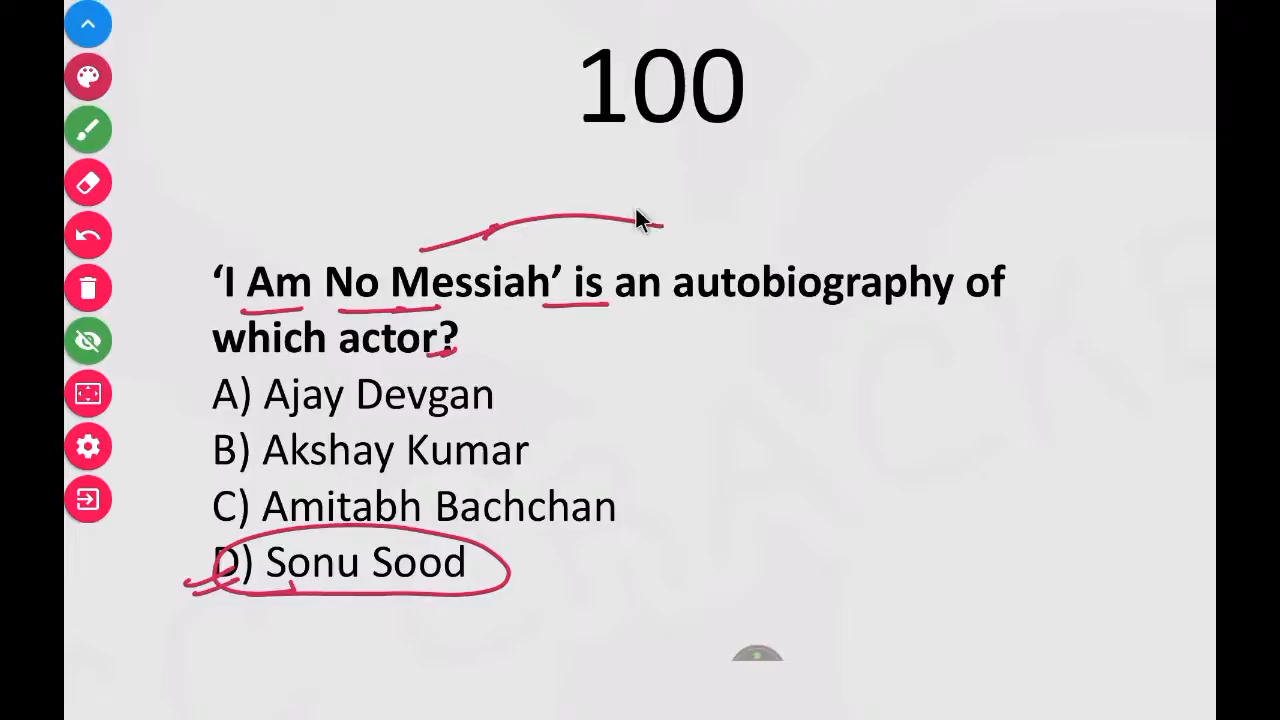 100
‘I Am No Messiah’ is an autobiography of
which actor?
A) Ajay Devgan
B) Akshay Kumar
C) Amitabh Bachchan
D) Sonu Sood